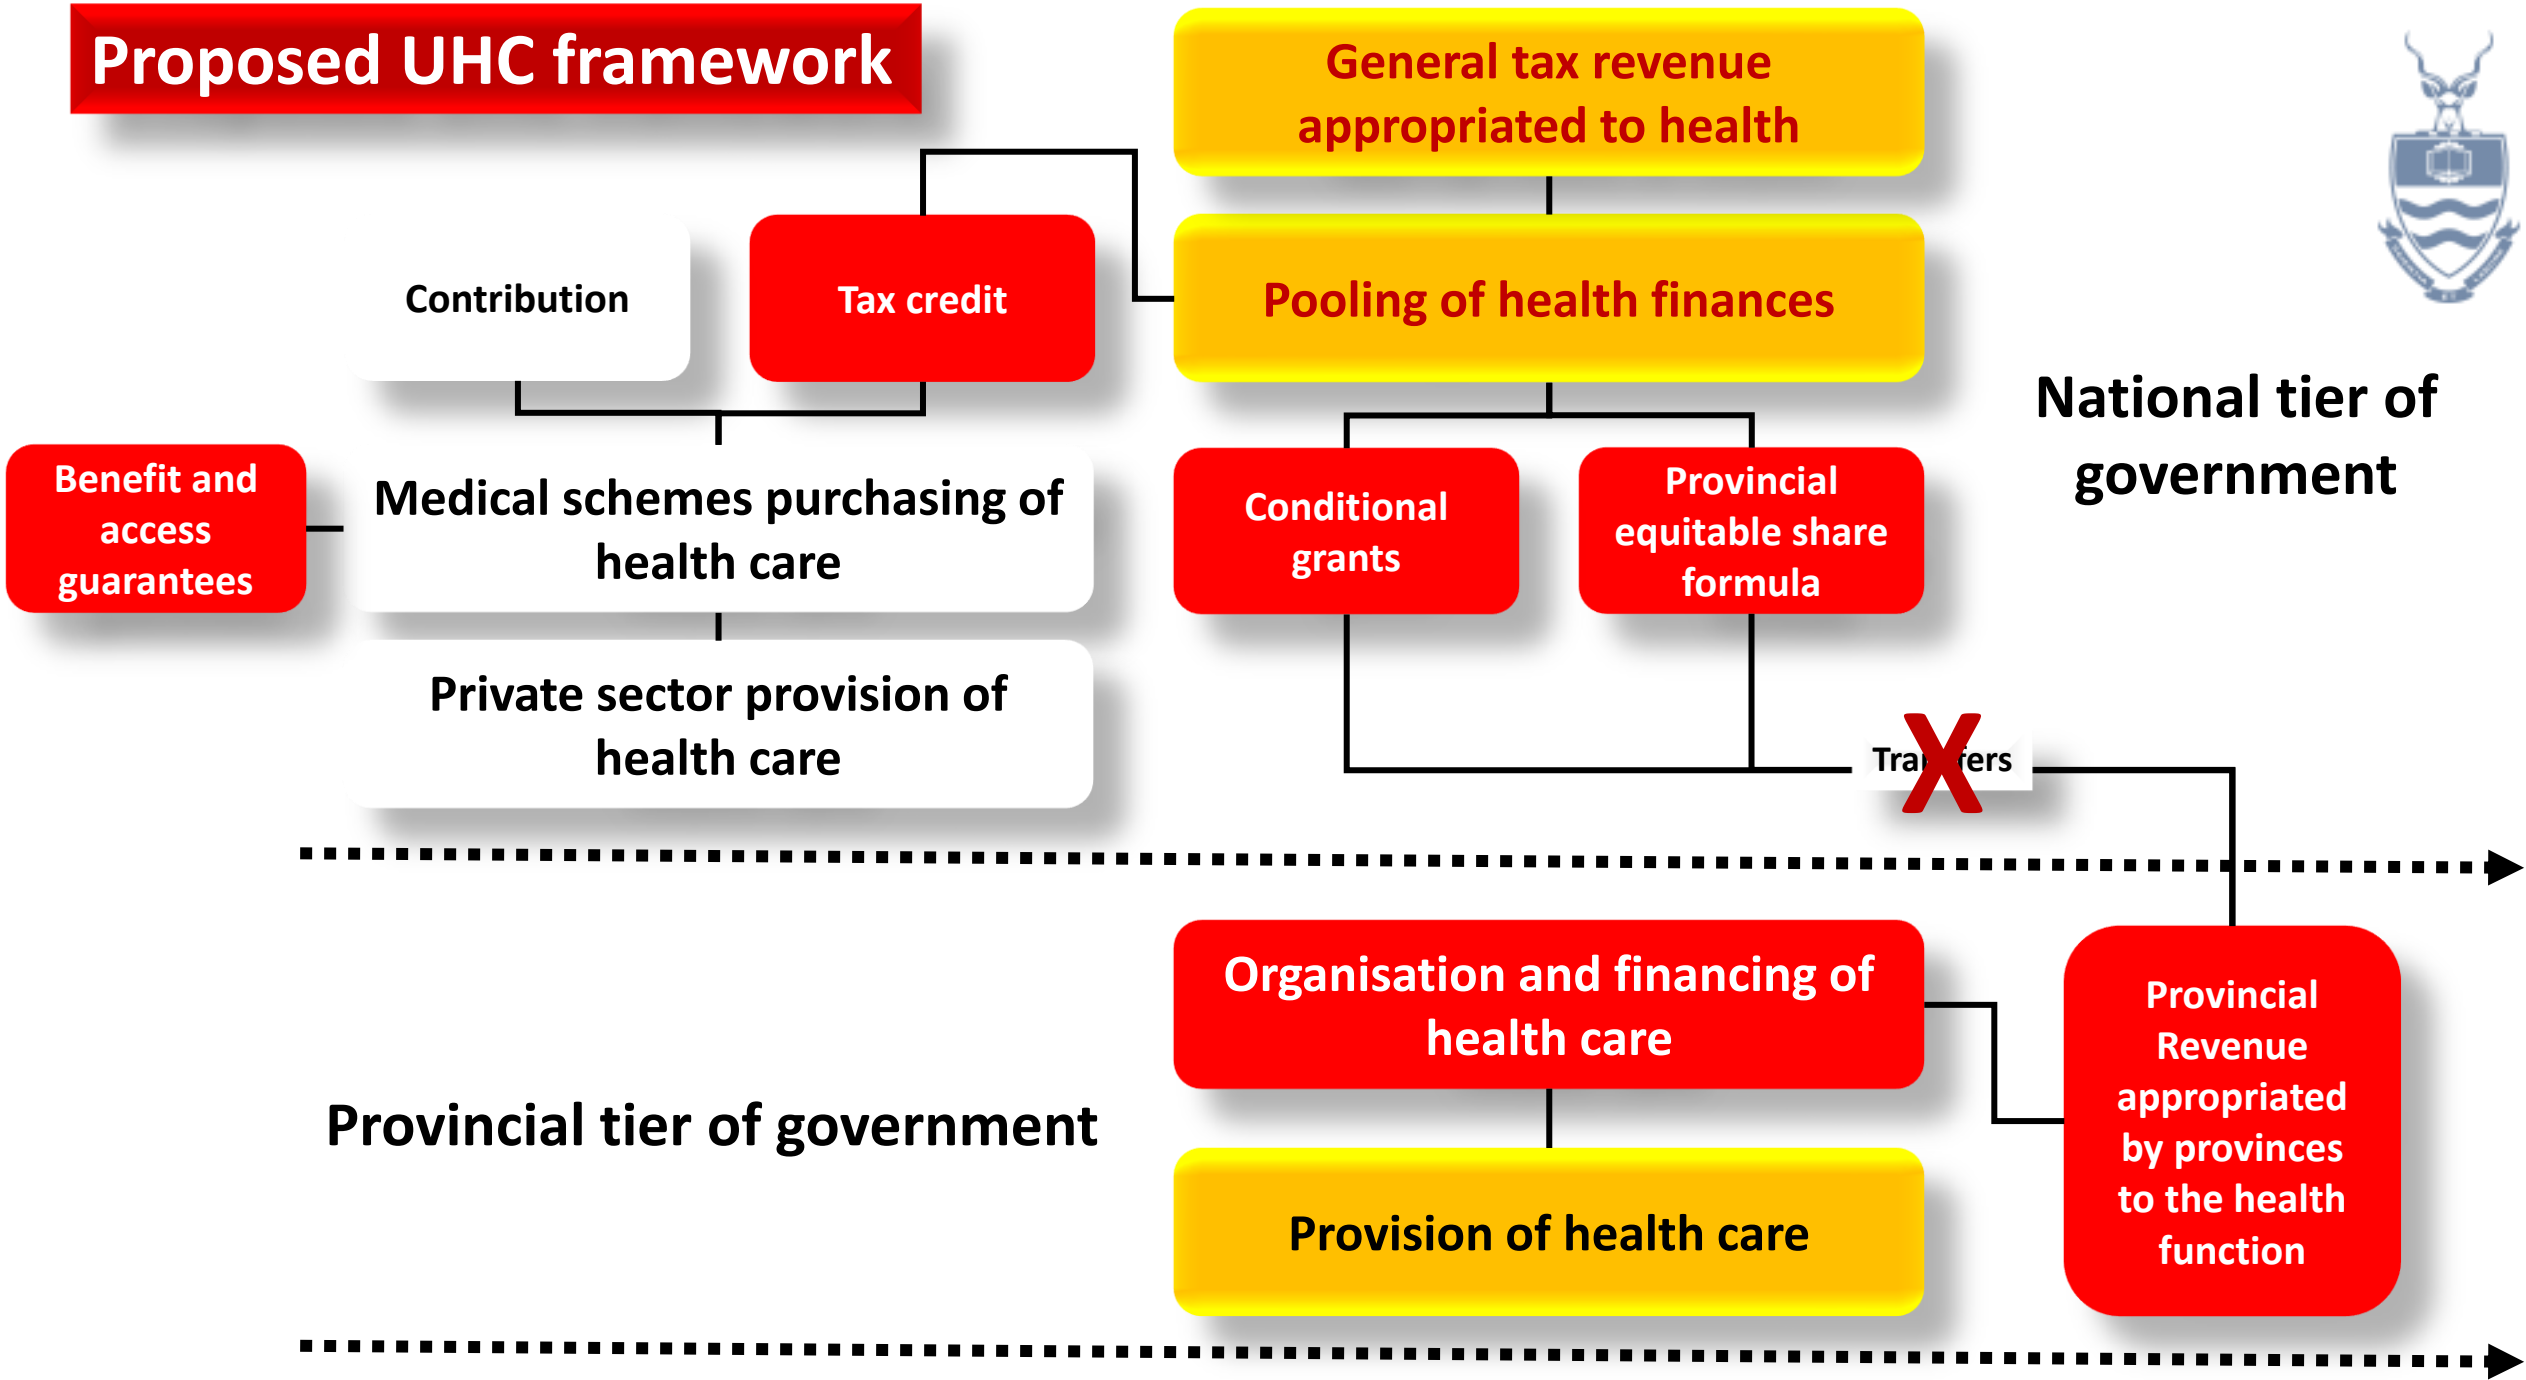 Proposed UHC framework
General tax revenue
appropriated to health
Contribution
Tax credit
Pooling of health finances
National tier of
government
Benefit and
access
guarantees
Medical schemes purchasing of
health care
Conditional
grants
Provincial
equitable share
formula
Private sector provision of
health care
Transfers
X
Organisation and financing of
health care
Provincial
Revenue
appropriated
by provinces
to the health
function
Provincial tier of government
Provision of health care